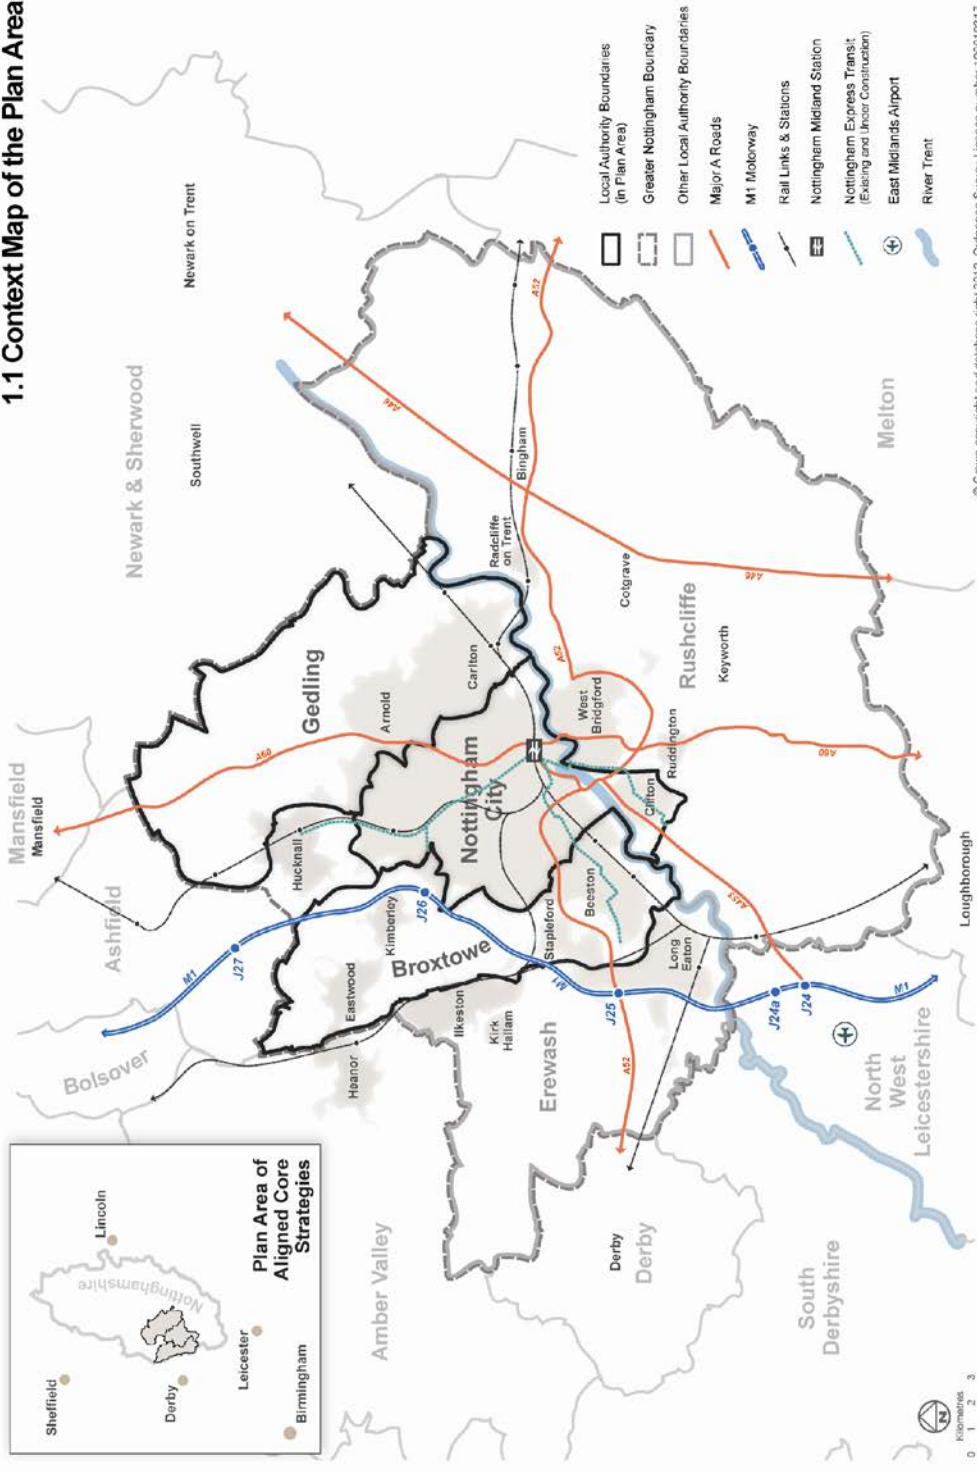 1.1 Context Map of the Plan Area
Sheffield
Lincoln
Nottinghamshire
Derby
Leicester
Birmingham
Plan Area of
Aligned Core
Strategies
Bolsover
Ashfield
Mansfield
Mansfield
Newark & Sherwood
Southwell
Newark on Trent
M1
J27
Hucknall
A60
Gedling
Arnold
Carlton
A46
Amber Valley
Heanor
Eastwood
Kimberley
J26
Broxtowe
Ilkeston
Kirk
Hallam
Nottingham
City
Radcliffe
on Trent
Bingham
A52
Erewash
M1
Stapleford
Beeston
J25
A52
Long
Eaton
Clifton
West
Bridgford
A52
Ruddington
Cotgrave
Rushcliffe
Keyworth
A46
A60
A453
Derby
Derby
J24a
J24
M1
South
Derbyshire
North
West
Leicestershire
Loughborough
Melton
Local Authority Boundaries
(in Plan Area)
Greater Nottingham Boundary
Other Local Authority Boundaries
Major A Roads
M1 Motorway
Rail Links & Stations
Nottingham Midland Station
Nottingham Express Transit
(Existing and Under Construction)
East Midlands Airport
River Trent
N
Kilometres
0 1 2 3